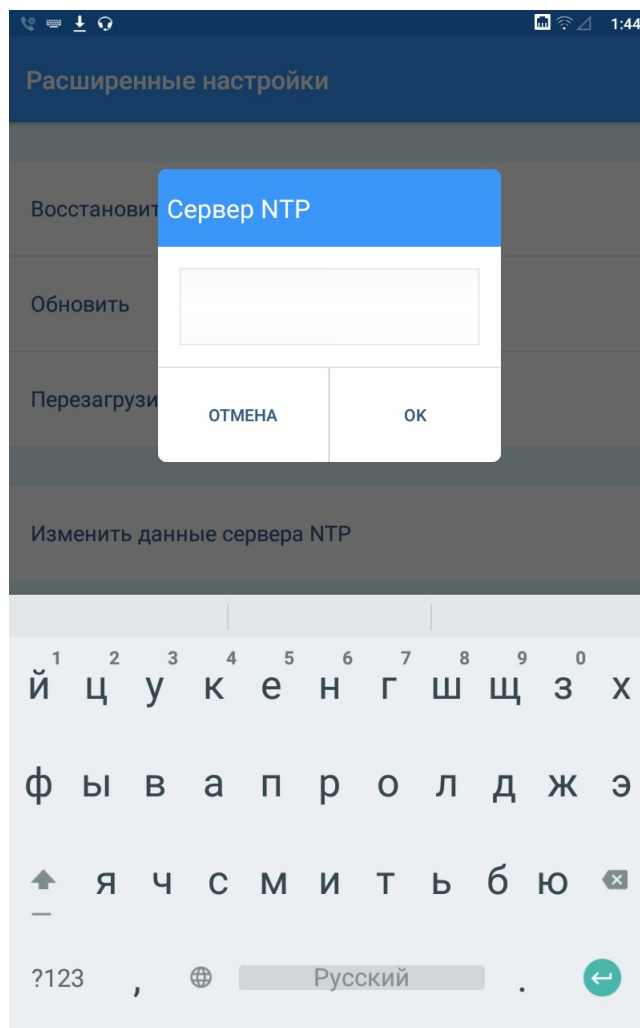 1:44
Расширенные настройки
Восстановит
Сервер NTP
Обновить
Перезагрузи
ОТМЕНА
ОК
Изменить данные сервера NTP
1 2 3 4 5 6 7 8 9 0
й ц у к е н г ш щ з х
ф ы в а п р о л д ж э
я ч с м и т ь б ю
?123 , Русский .